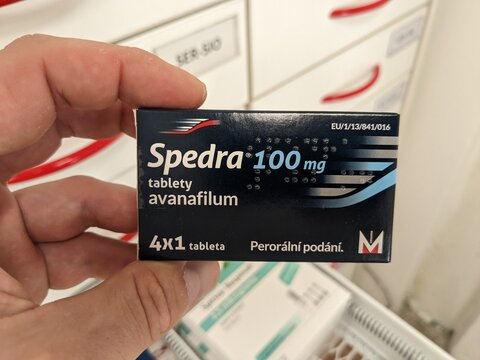 SER-SIO
EU/1/13/841/016
Spedra 100 mg
tablety
avanafilum
4x1 tableta
Perorální podání.
M